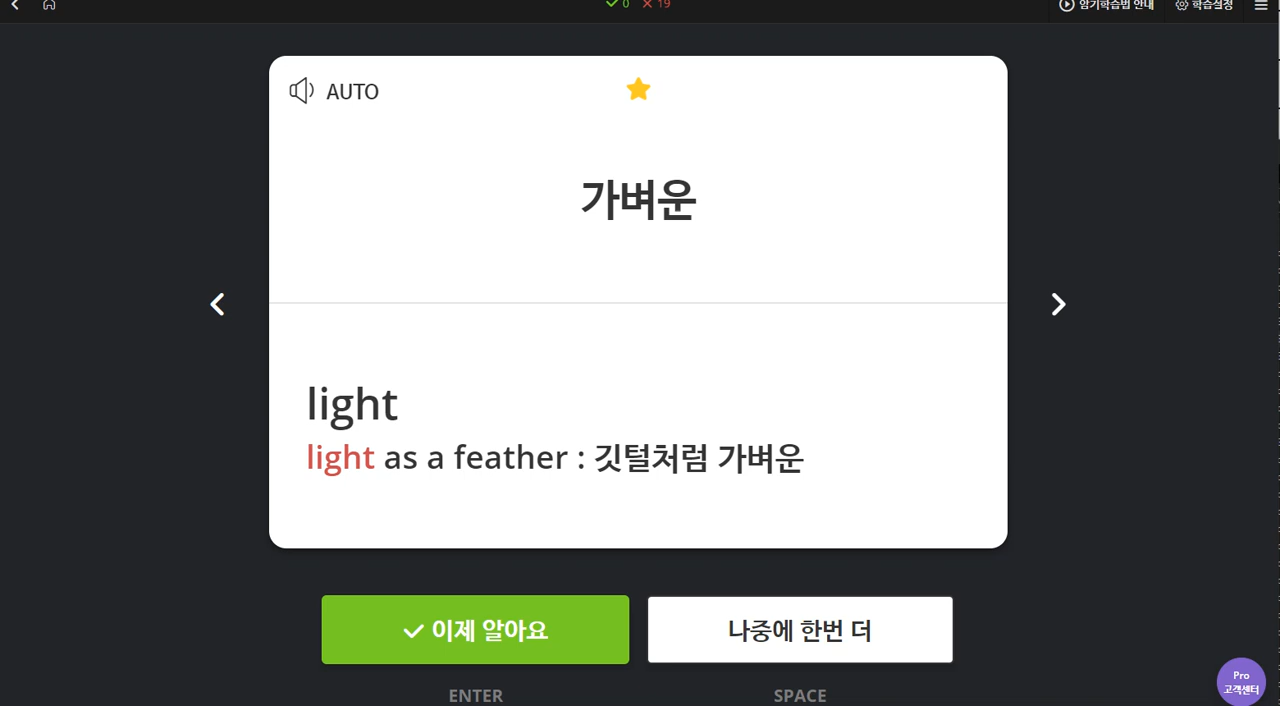 0 19 암기학습법 안내 학습설정
AUTO
가벼운
light
light as a feather : 깃털처럼 가벼운
이제 알아요 나중에 한번 더
ENTER SPACE
Pro
고객센터